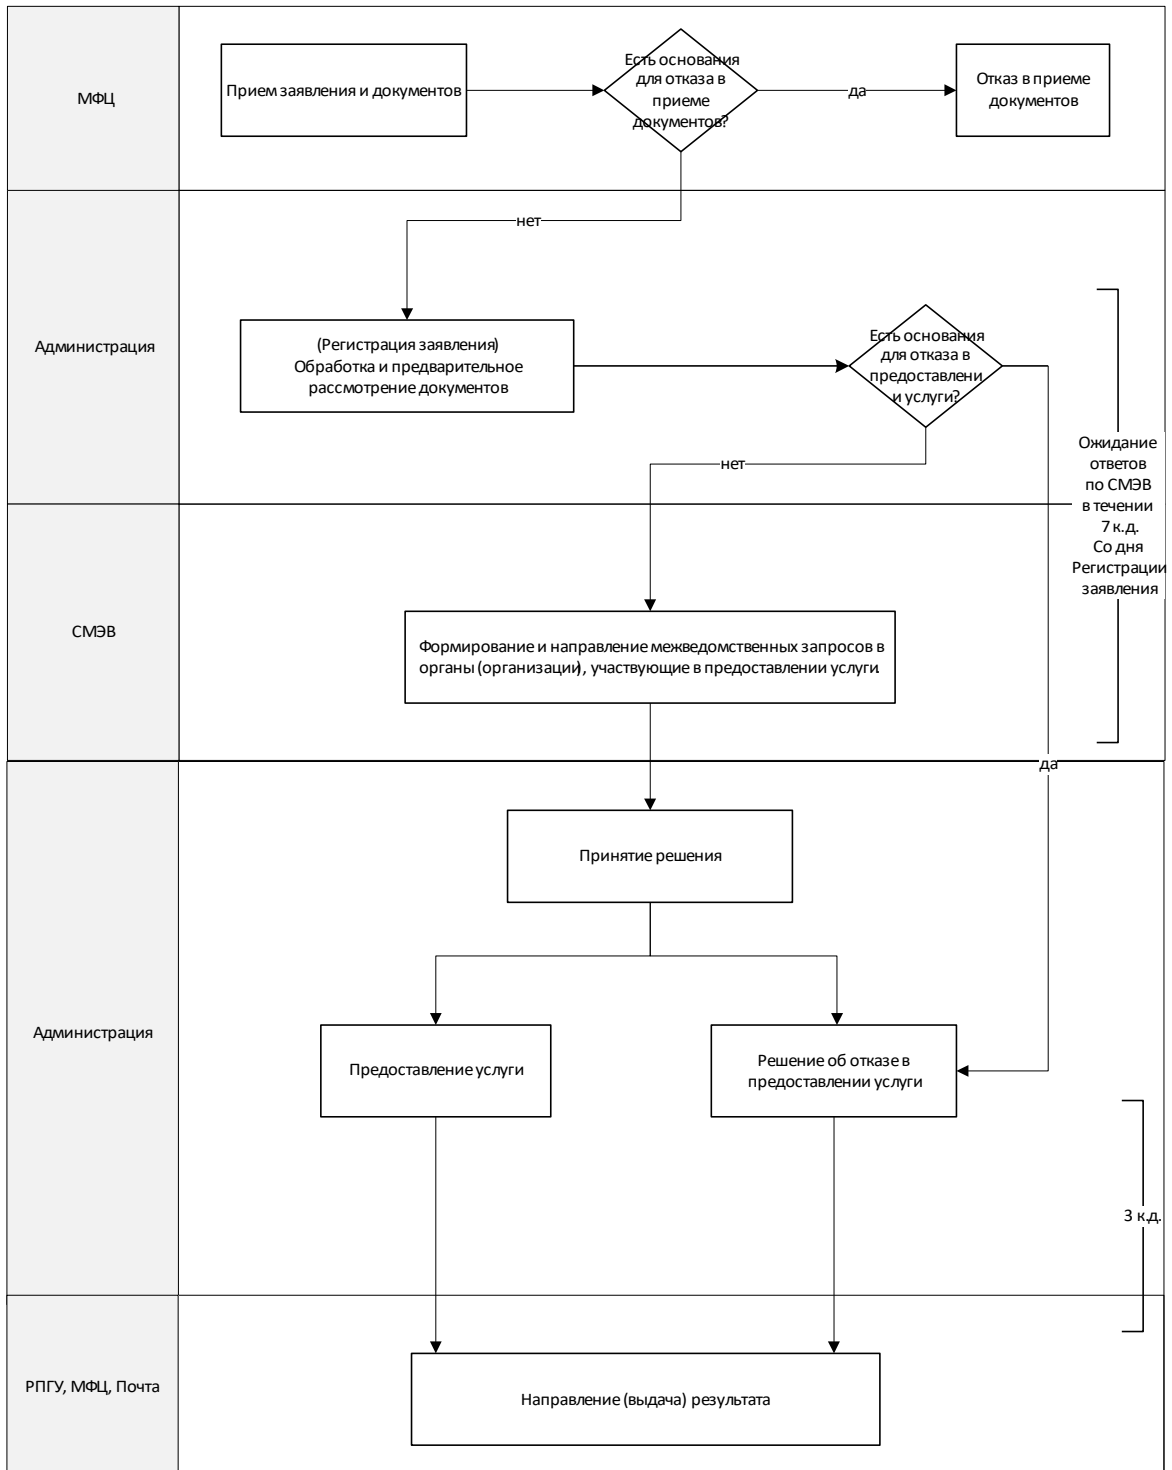 МФЦ
Прием заявления и документов
Есть основания
для отказа в
приеме
документов?
да
Отказ в приеме
документов
нет
Администрация
(Регистрация заявления)
Обработка и предварительное
рассмотрение документов
Есть основания
для отказа в
предоставлени
и услуги?
нет
Ожидание
ответов
по СМЭВ
в течении
7 к.д.
Со дня
Регистрации
заявления
СМЭВ
Формирование и направление межведомственных запросов в
органы (организации), участвующие в предоставлении услуги.
да
Принятие решения
Администрация
Предоставление услуги
Решение об отказе в
предоставлении услуги
3 к.д.
РПГУ, МФЦ, Почта
Направление (выдача) результата